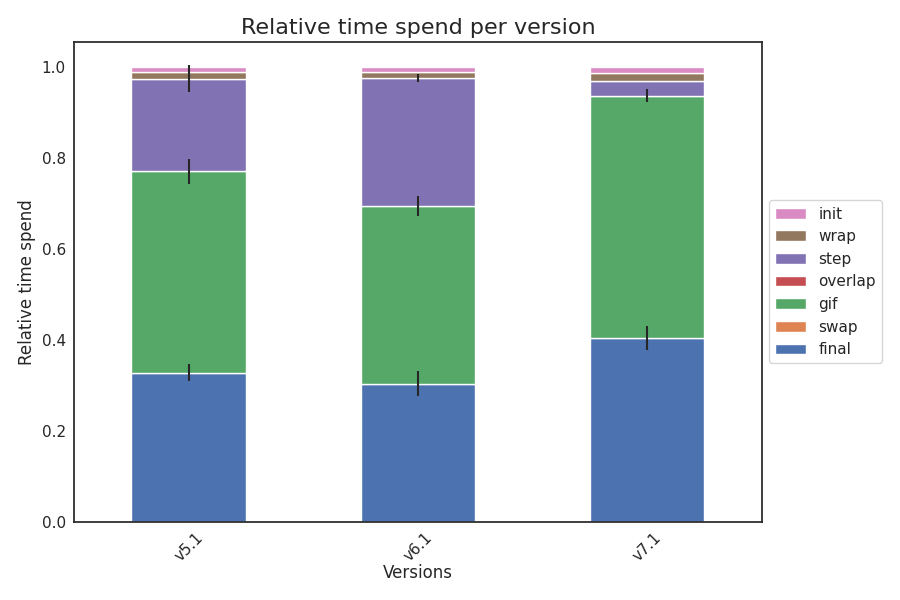 Relative time spend per version
Relative time spend
1.0
0.8
0.6
0.4
0.2
0.0
v5.1
v6.1
v7.1
Versions
init
wrap
step
overlap
gif
swap
final